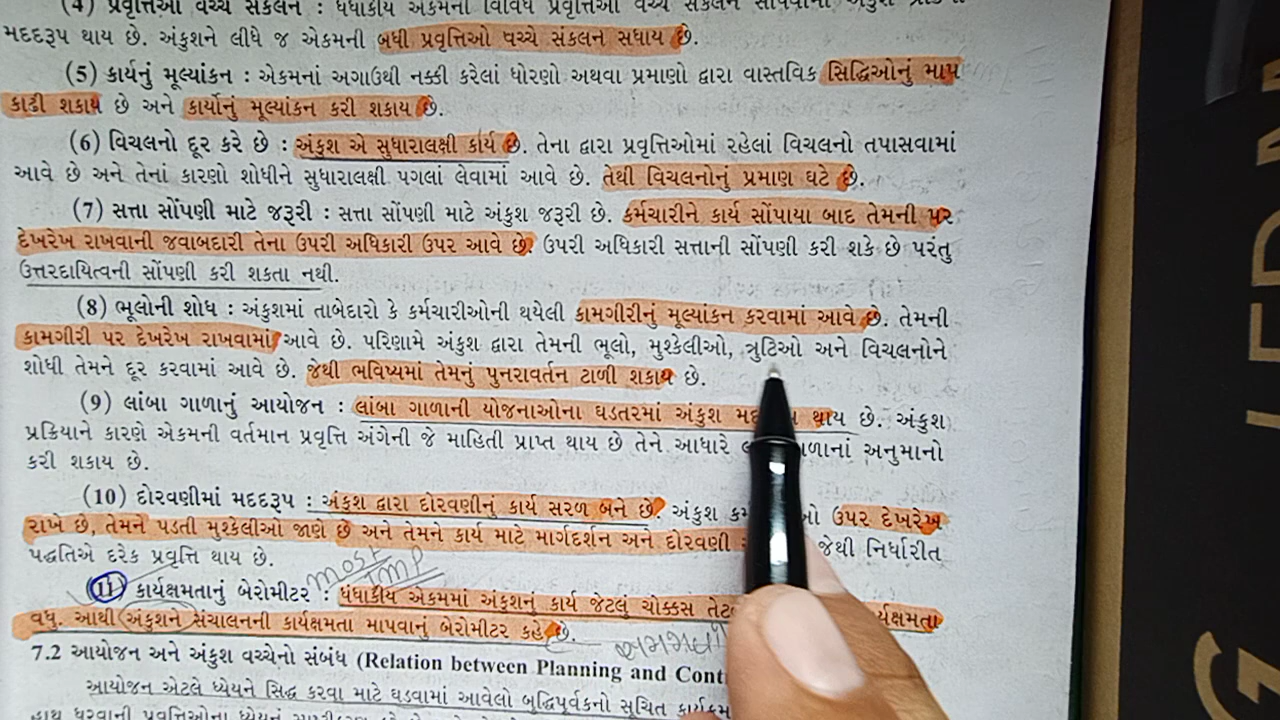 (4) પ્રવૃત્તિઓ વચ્ચે સંકલન : ધંધાકીય એકમની વિવિધ પ્રવૃત્તિઓ વચ્ચે સંકલન
મદદરૂપ થાય છે. અંકુશને લીધે જ એકમની બધી પ્રવૃત્તિઓ વચ્ચે સંકલન સધાય છે.
(5) કાર્યનું મૂલ્યાંકન : એકમનાં અગાઉથી નક્કી કરેલાં ધોરણો અથવા પ્રમાણો દ્વારા વાસ્તવિક સિદ્ધિઓનું માપ
કાઢી શકાય છે અને કાર્યોનું મૂલ્યાંકન કરી શકાય છે.
(6) વિચલનો દૂર કરે છે : અંકુશ એ સુધારાલક્ષી કાર્ય છે. તેના દ્વારા પ્રવૃત્તિઓમાં રહેલાં વિચલનો તપાસવામાં
આવે છે અને તેનાં કારણો શોધીને સુધારાલક્ષી પગલાં લેવામાં આવે છે. તેથી વિચલનોનું પ્રમાણ ઘટે છે.
(7) સત્તા સોંપણી માટે જરૂરી : સત્તા સોંપણી માટે અંકુશ જરૂરી છે. કર્મચારીને કાર્ય સોંપાયા બાદ તેમની પર
દેખરેખ રાખવાની જવાબદારી તેના ઉપરી અધિકારી ઉપર આવે છે. ઉપરી અધિકારી સત્તાની સોંપણી કરી શકે છે પરંતુ
ઉત્તરદાયિત્વની સોંપણી કરી શકતા નથી.
(8) ભૂલોની શોધ : અંકુશમાં તાબેદારો કે કર્મચારીઓની થયેલી કામગીરીનું મૂલ્યાંકન કરવામાં આવે છે. તેમની
કામગીરી પર દેખરેખ રાખવામાં આવે છે. પરિણામે અંકુશ દ્વારા તેમની ભૂલો, મુશ્કેલીઓ, ત્રુટિઓ અને વિચલનોને
શોધી તેમને દૂર કરવામાં આવે છે. જેથી ભવિષ્યમાં તેમનું પુનરાવર્તન ટાળી શકાય છે.
(9) લાંબા ગાળાનું આયોજન : લાંબા ગાળાની યોજનાઓના ઘડતરમાં અંકુશ થાય છે. અંકુશ
પ્રક્રિયાને કારણે એકમની વર્તમાન પ્રવૃત્તિ અંગેની જે માહિતી પ્રાપ્ત થાય છે તેને આધારે અનુમાનો
કરી શકાય છે.
(10) દોરવણીમાં મદદરૂપ : અંકુશ દ્વારા દોરવણીનું કાર્ય સરળ બને છે. અંકુશ ઉપર દેખરેખ
રાખે છે. તેમને પડતી મુશ્કેલીઓ જાણે છે અને તેમને કાર્ય માટે માર્ગદર્શન અને દોરવણી જેથી નિર્ધારીત
પદ્ધતિએ દરેક પ્રવૃત્તિ થાય છે.
most IMP
(11) કાર્યક્ષમતાનું બેરોમીટર : ધંધાકીય એકમમાં અંકુશનું કાર્ય જેટલું ચોક્કસ
વધુ. આથી અંકુશને સંચાલનની કાર્યક્ષમતા માપવાનું બેરોમીટર કહે છે.
7.2 આયોજન અને અંકુશ વચ્ચેનો સંબંધ (Relation between Planning and
આયોજન એટલે ધ્યેયને સિદ્ધ કરવા માટે ઘડવામાં આવેલો બુદ્ધિપૂર્વકનો સૂચિત